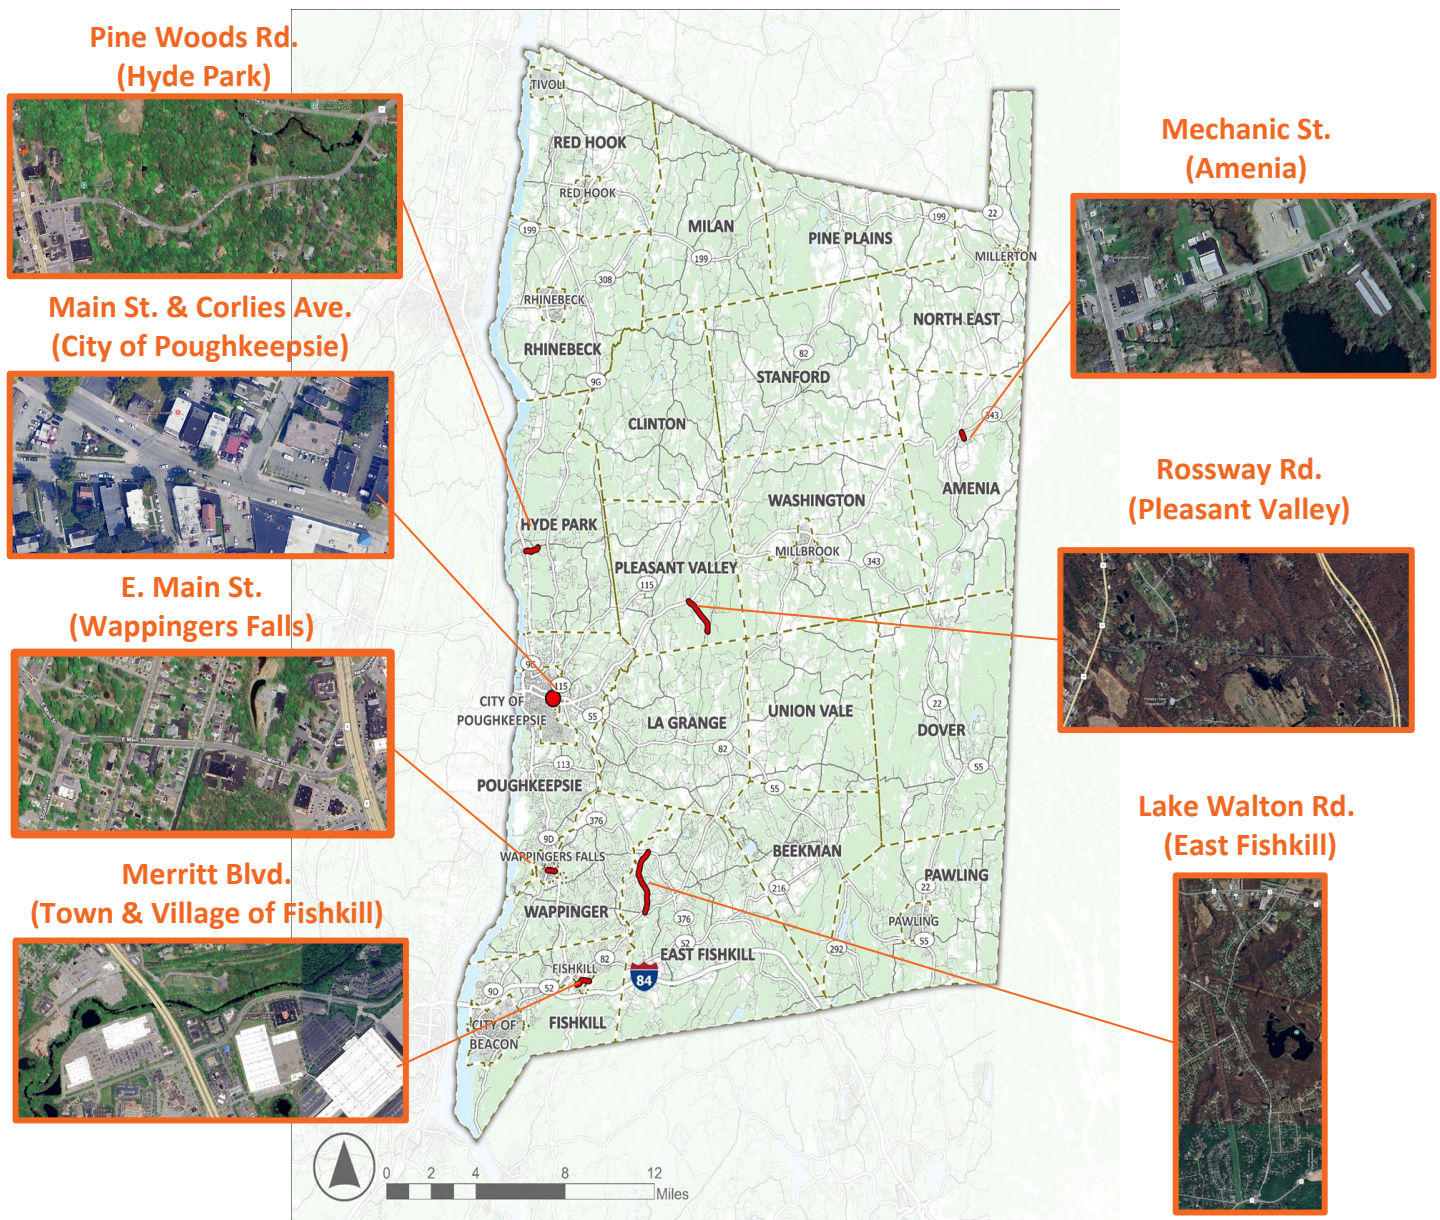 Pine Woods Rd.
(Hyde Park)
Main St. & Corlies Ave.
(City of Poughkeepsie)
E. Main St.
(Wappingers Falls)
E. Main St.
E. Main St.
E. Main St.
Merritt Blvd.
(Town & Village of Fishkill)
Mechanic St.
(Amenia)
Rossway Rd.
(Pleasant Valley)
Lake Walton Rd.
(East Fishkill)
TIVOLI
RED HOOK
RED HOOK
199
MILAN
199
PINE PLAINS
199
22
MILLERTON
308
RHINEBECK
RHINEBECK
9G
NORTH EAST
82
STANFORD
CLINTON
343
AMENIA
WASHINGTON
HYDE PARK
MILLBROOK
343
PLEASANT VALLEY
115
9G
115
CITY OF
POUGHKEEPSIE
55
LA GRANGE
UNION VALE
22
DOVER
82
113
55
POUGHKEEPSIE
55
376
9D
WAPPINGERS FALLS
BEEKMAN
216
22
PAWLING
PAWLING
55
WAPPINGER
376
52
292
82
EAST FISHKILL
FISHKILL
52
84
9D
CITY OF
BEACON
FISHKILL
0 2 4 8 12
Miles